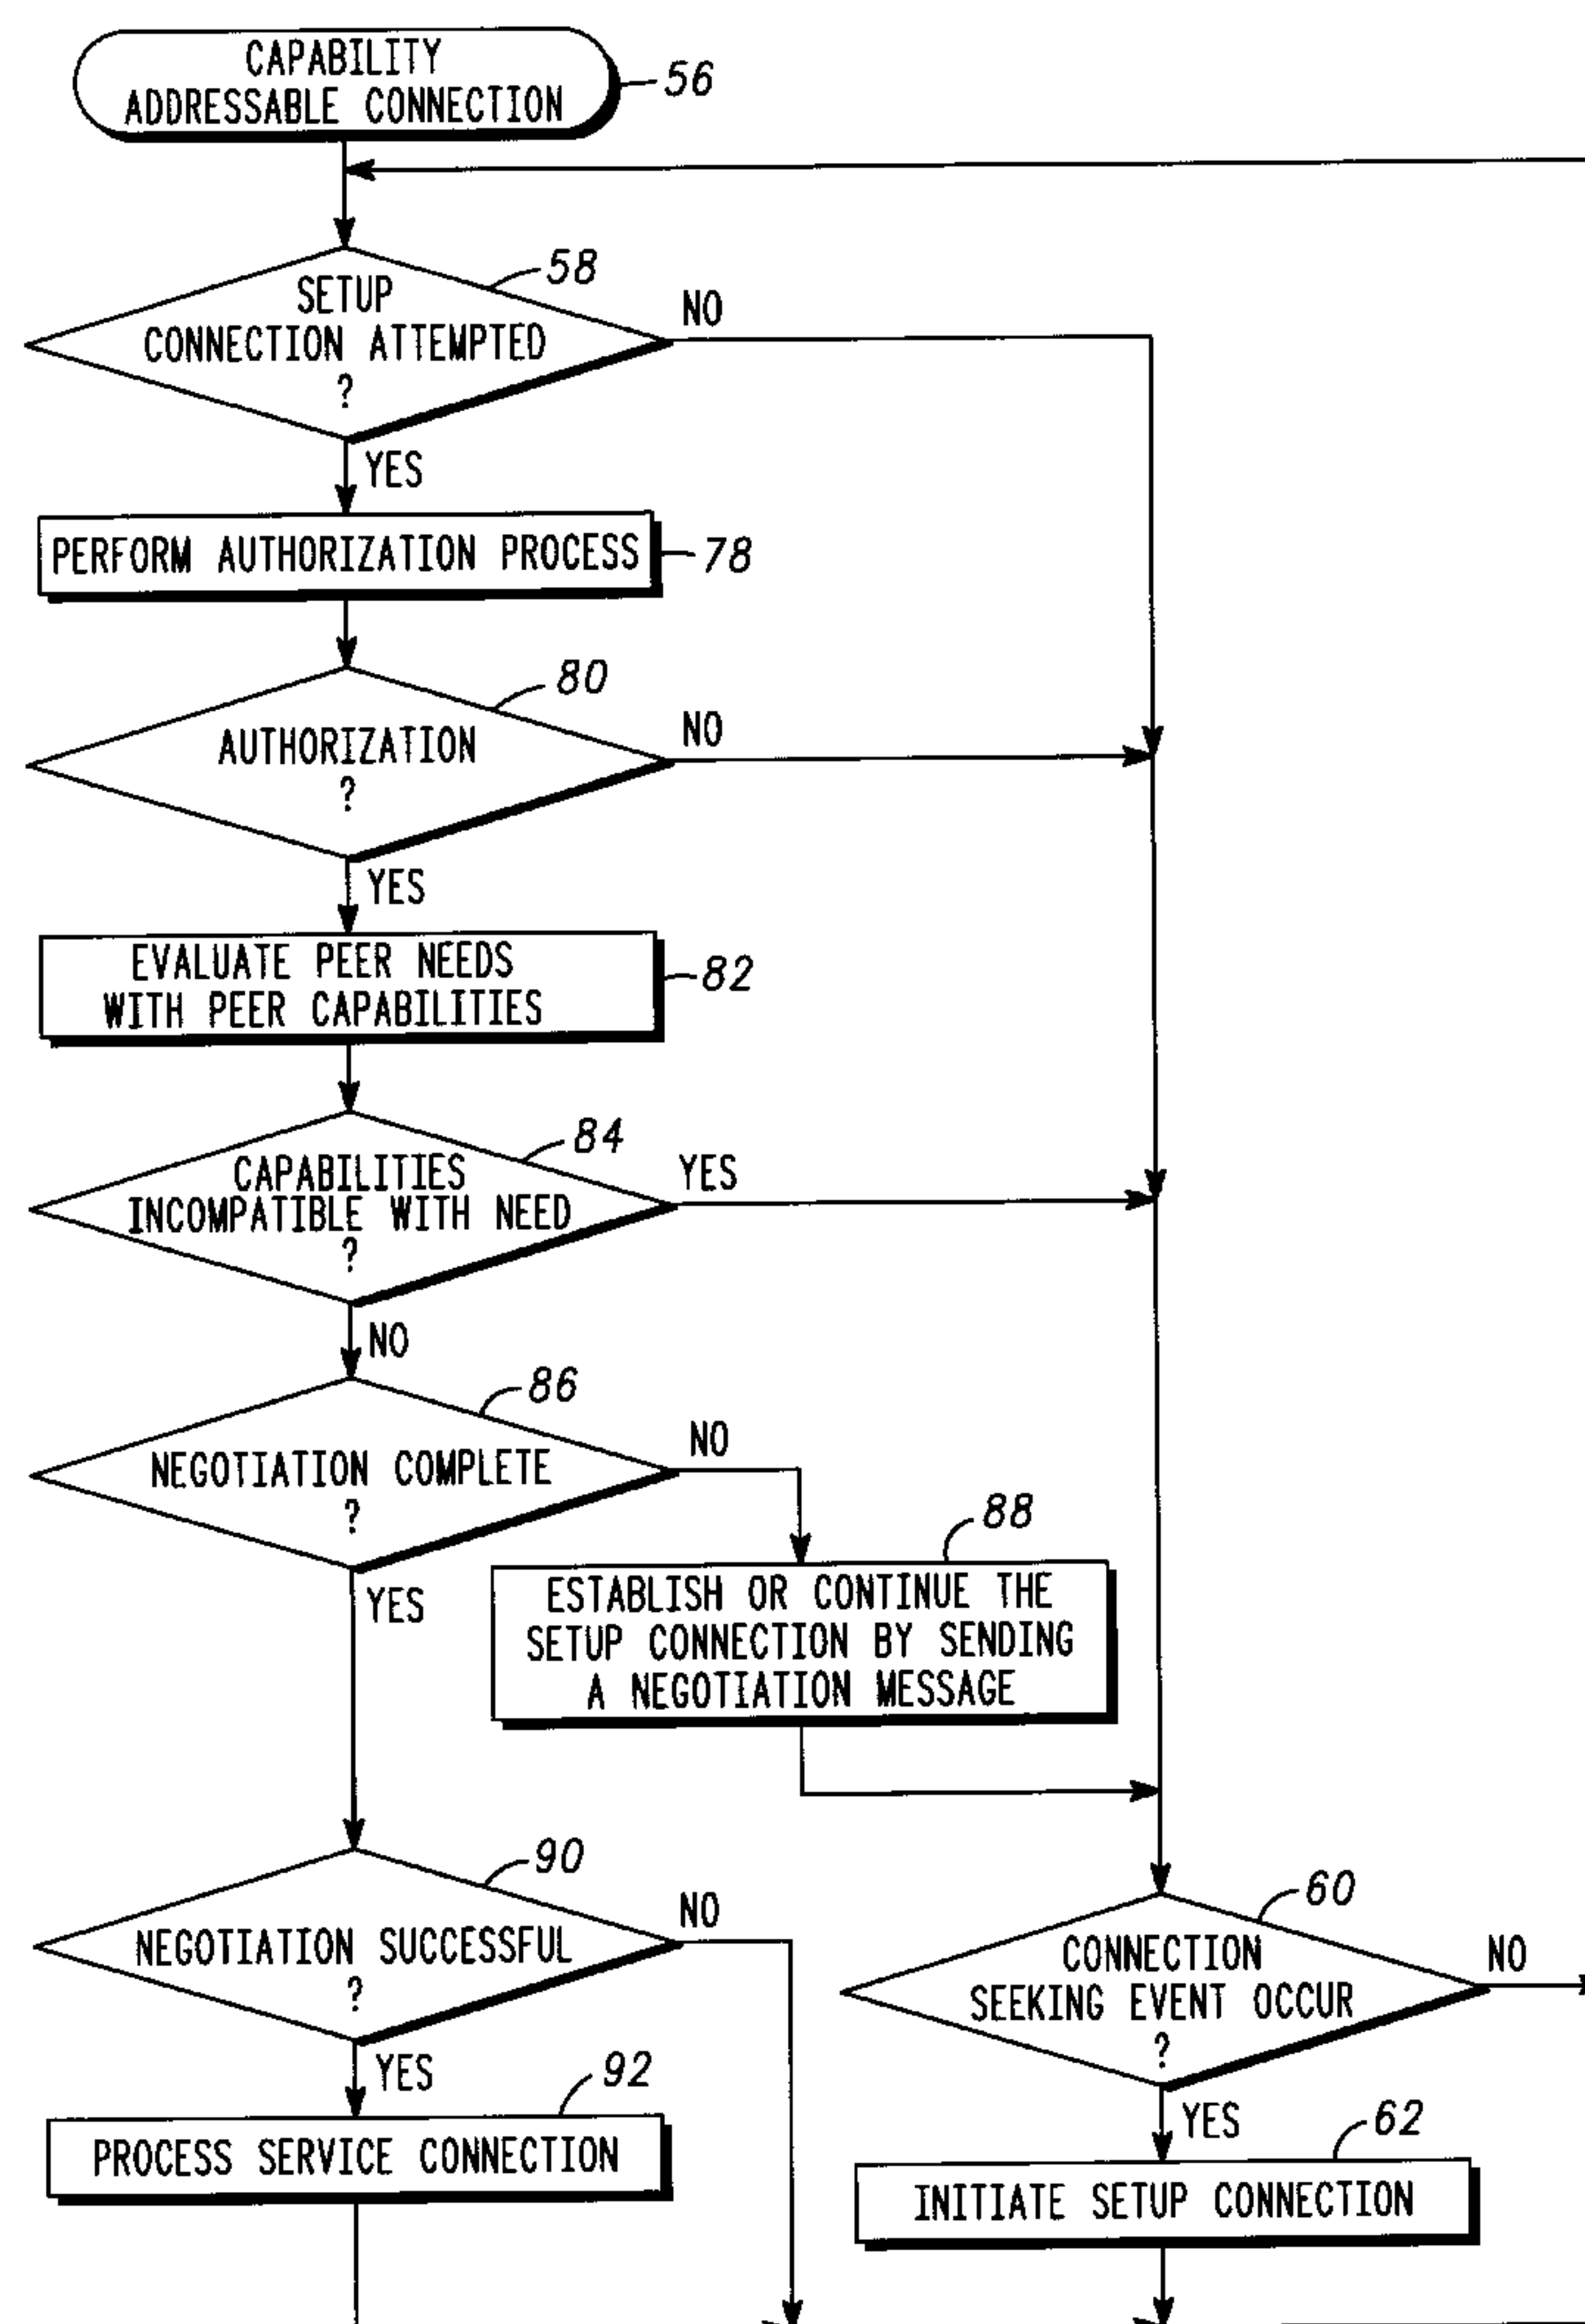 CAPABILITY
ADDRESSABLE CONNECTION
56
SETUP
CONNECTION ATTEMPTED
?
58
NO
YES
PERFORM AUTHORIZATION PROCESS
78
AUTHORIZATION
?
80
NO
YES
EVALUATE PEER NEEDS
WITH PEER CAPABILITIES
82
CAPABILITIES
INCOMPATIBLE WITH NEED
?
84
YES
NO
NEGOTIATION COMPLETE
?
86
NO
YES
ESTABLISH OR CONTINUE THE
SETUP CONNECTION BY SENDING
A NEGOTIATION MESSAGE
88
NEGOTIATION SUCCESSFUL
?
90
NO
YES
CONNECTION
SEEKING EVENT OCCUR
?
60
NO
YES
PROCESS SERVICE CONNECTION
92
INITIATE SETUP CONNECTION
62